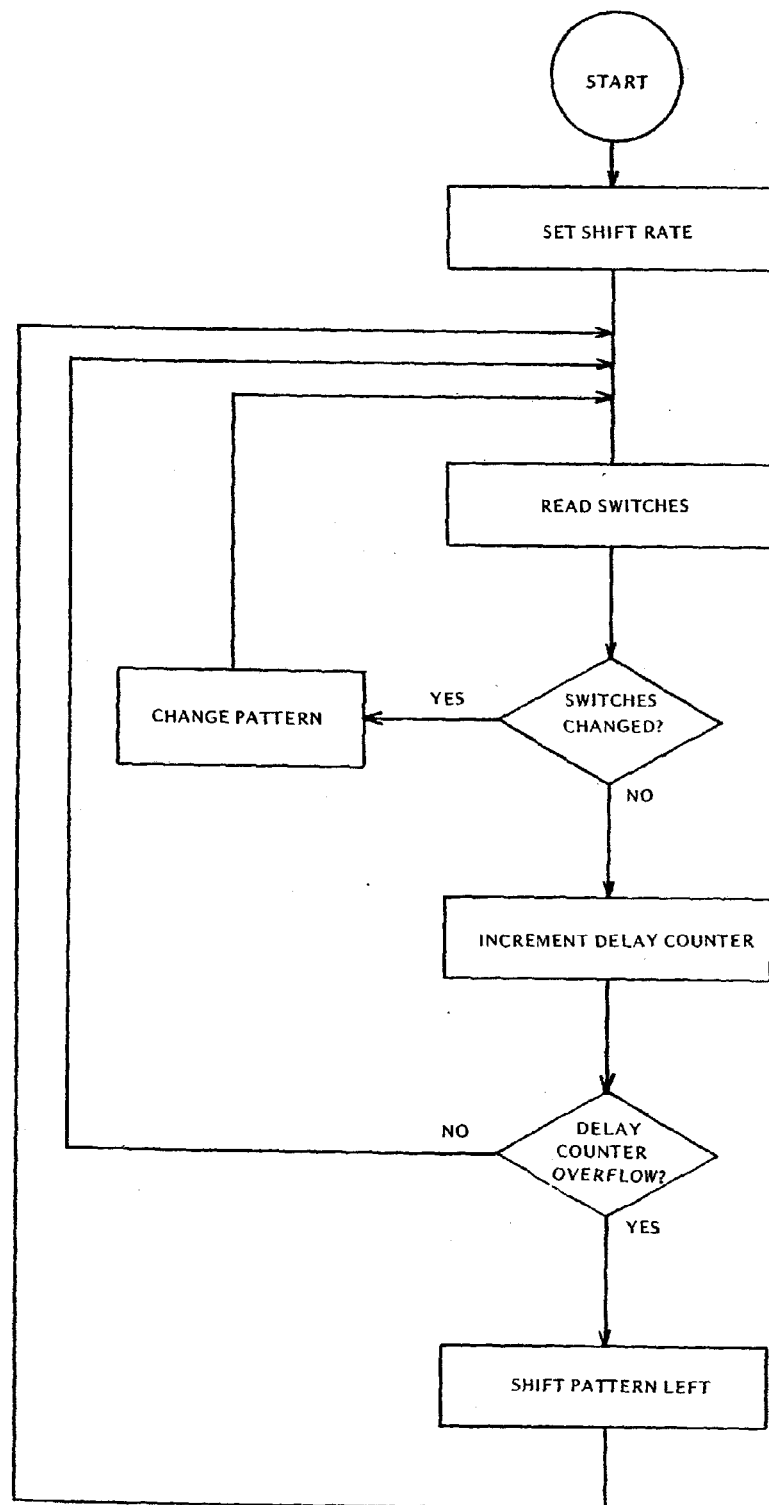 START
SET SHIFT RATE
READ SWITCHES
SWITCHES
CHANGED?
YES
CHANGE PATTERN
NO
INCREMENT DELAY COUNTER
DELAY
COUNTER
OVERFLOW?
NO
YES
SHIFT PATTERN LEFT